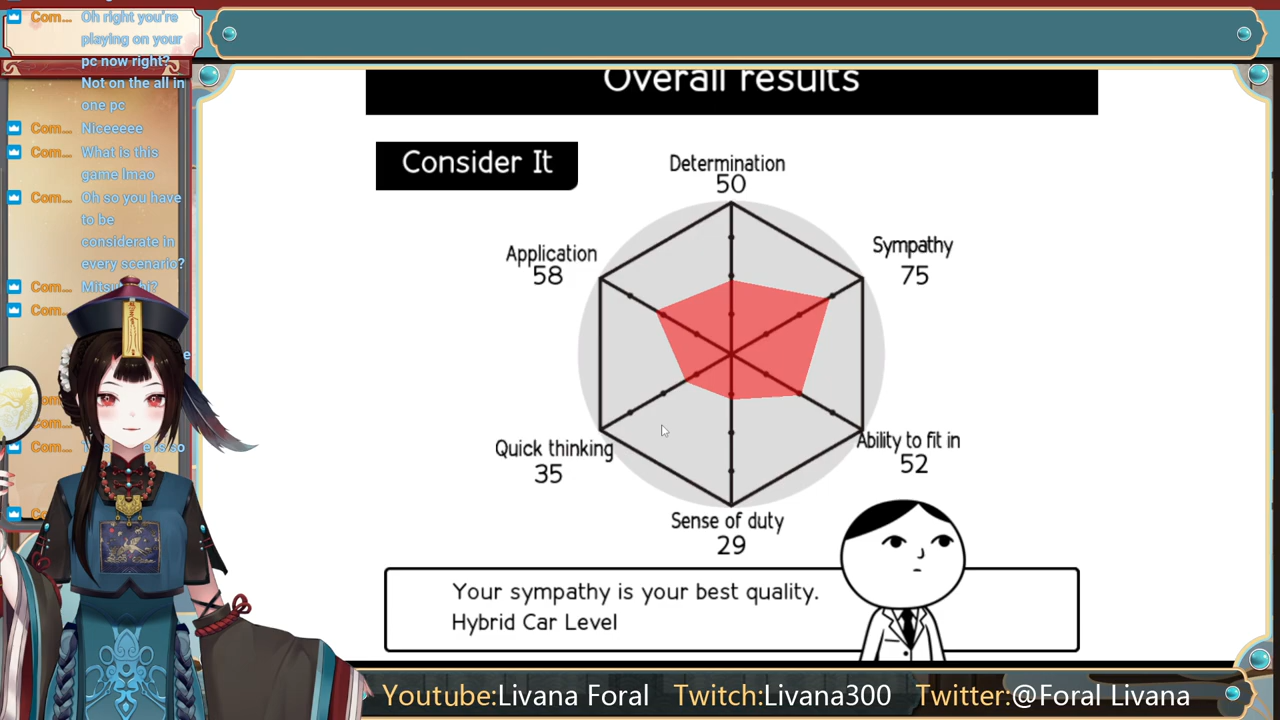 Com... Oh right you're
playing on your
pc now right?
Not on the all in
one pc
Com... Niceeeee
Com... What is this
game lmao
Com... Oh so you have
to be
considerate in
every scenario?
Com...
Com...
Com...
Overall results
Consider It
Determination
50
Sympathy
75
Application
58
Quick thinking
35
Ability to fit in
52
Sense of duty
29
Your sympathy is your best quality.
Hybrid Car Level
Youtube:Livana Foral Twitch:Livana300 Twitter:@Foral Livana